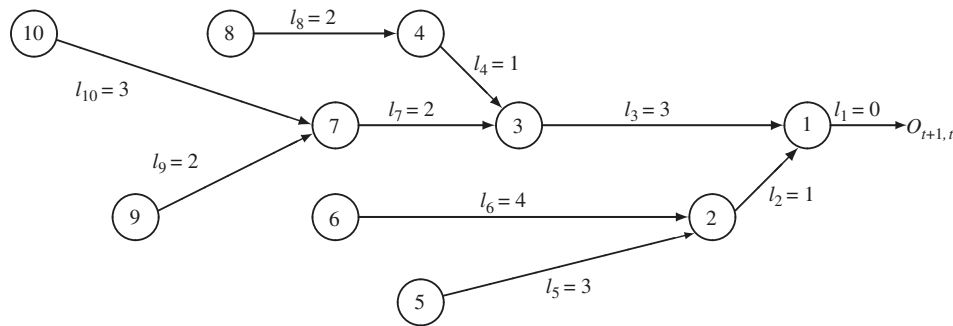 10
8
l₈ = 2
4
l₁₀ = 3
l₄ = 1
7
l₇ = 2
3
l₃ = 3
1
l₁ = 0
Oₜ₊₁,ₜ
l₉ = 2
9
6
l₆ = 4
2
l₂ = 1
5
l₅ = 3